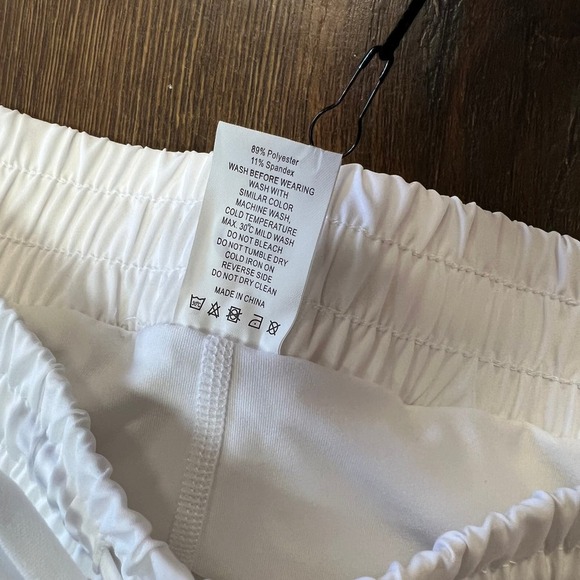 89% Polyester
11% Spandex
WASH BEFORE WEARING
WASH WITH
SIMILAR COLOR
MACHINE WASH,
COLD TEMPERATURE
MAX. 30℃ MILD WASH
DO NOT BLEACH
DO NOT TUMBLE DRY
COLD IRON ON
REVERSE SIDE
DO NOT DRY CLEAN
MADE IN CHINA